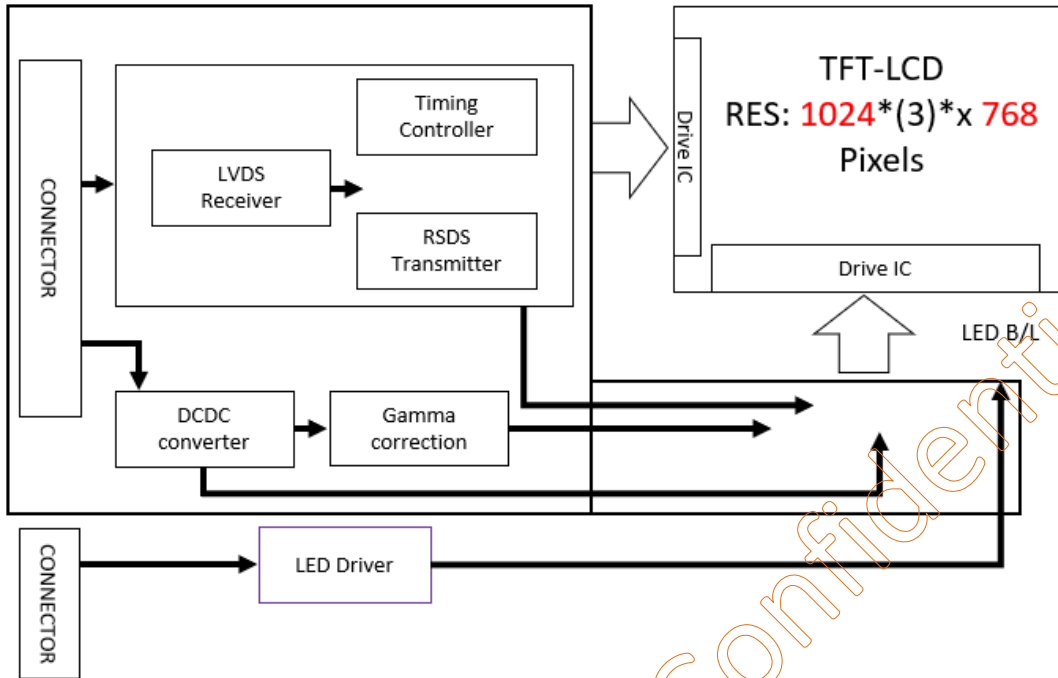 CONNECTOR
Timing
Controller
LVDS
Receiver
RSDS
Transmitter
DCDC
converter
Gamma
correction
TFT-LCD
RES: 1024*(3)*x 768
Pixels
Drive IC
Drive IC
LED B/L
CONNECTOR
LED Driver
Confidenti